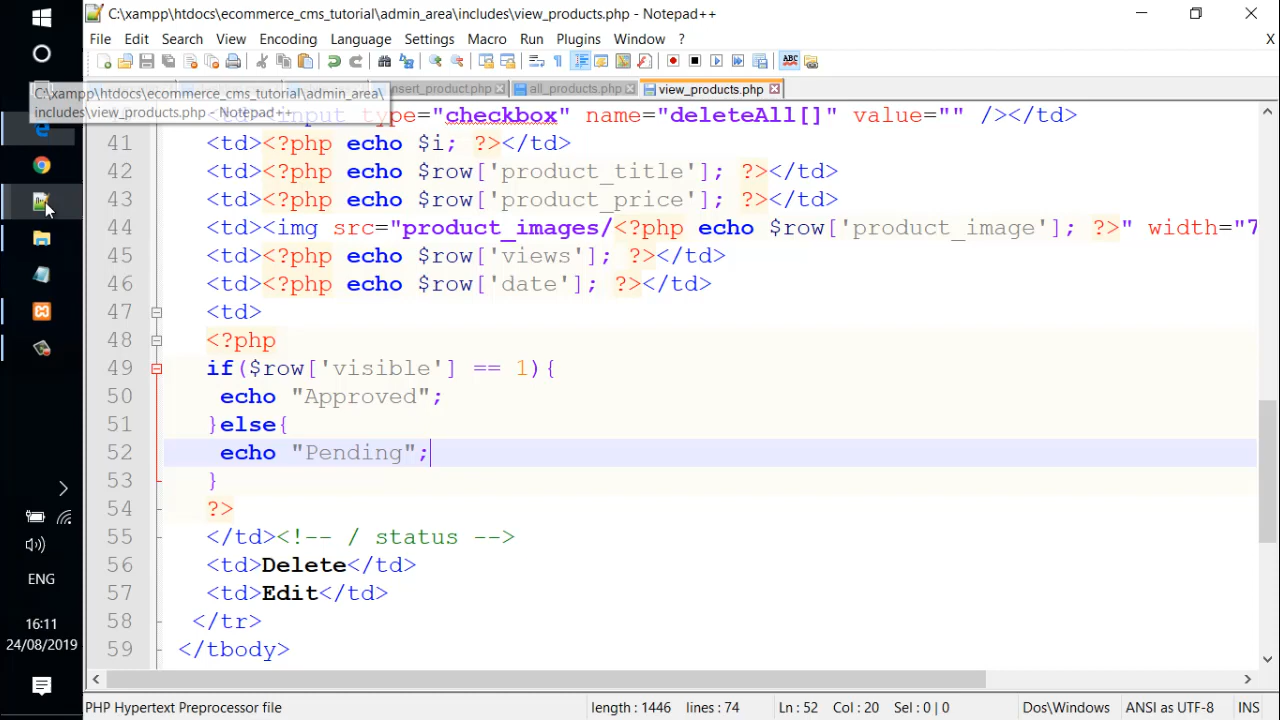 C:\xampp\htdocs\ecommerce_cms_tutorial\admin_area\includes\view_products.php - Notepad++
File Edit Search View Encoding Language Settings Macro Run Plugins Window ? X
insert_product.php all_products.php view_products.php
C:\xampp\htdocs\ecommerce_cms_tutorial\admin_area\
includes\view_products.php - Notepad++
type="checkbox" name="deleteAll[]" value="" /></td>
41 <td><?php echo $i; ?></td>
42 <td><?php echo $row['product_title']; ?></td>
43 <td><?php echo $row['product_price']; ?></td>
44 <td><img src="product_images/<?php echo $row['product_image']; ?>" width="7
45 <td><?php echo $row['views']; ?></td>
46 <td><?php echo $row['date']; ?></td>
47 <td>
48 <?php
49 if($row['visible'] == 1){
50 echo "Approved";
51 }else{
52 echo "Pending";
53 }
54 ?>
55 </td><!-- / status -->
56 <td>Delete</td>
57 <td>Edit</td>
58 </tr>
59 </tbody>
ENG
16:11
24/08/2019
PHP Hypertext Preprocessor file length : 1446 lines : 74 Ln : 52 Col : 20 Sel : 0 | 0 Dos\Windows ANSI as UTF-8 INS